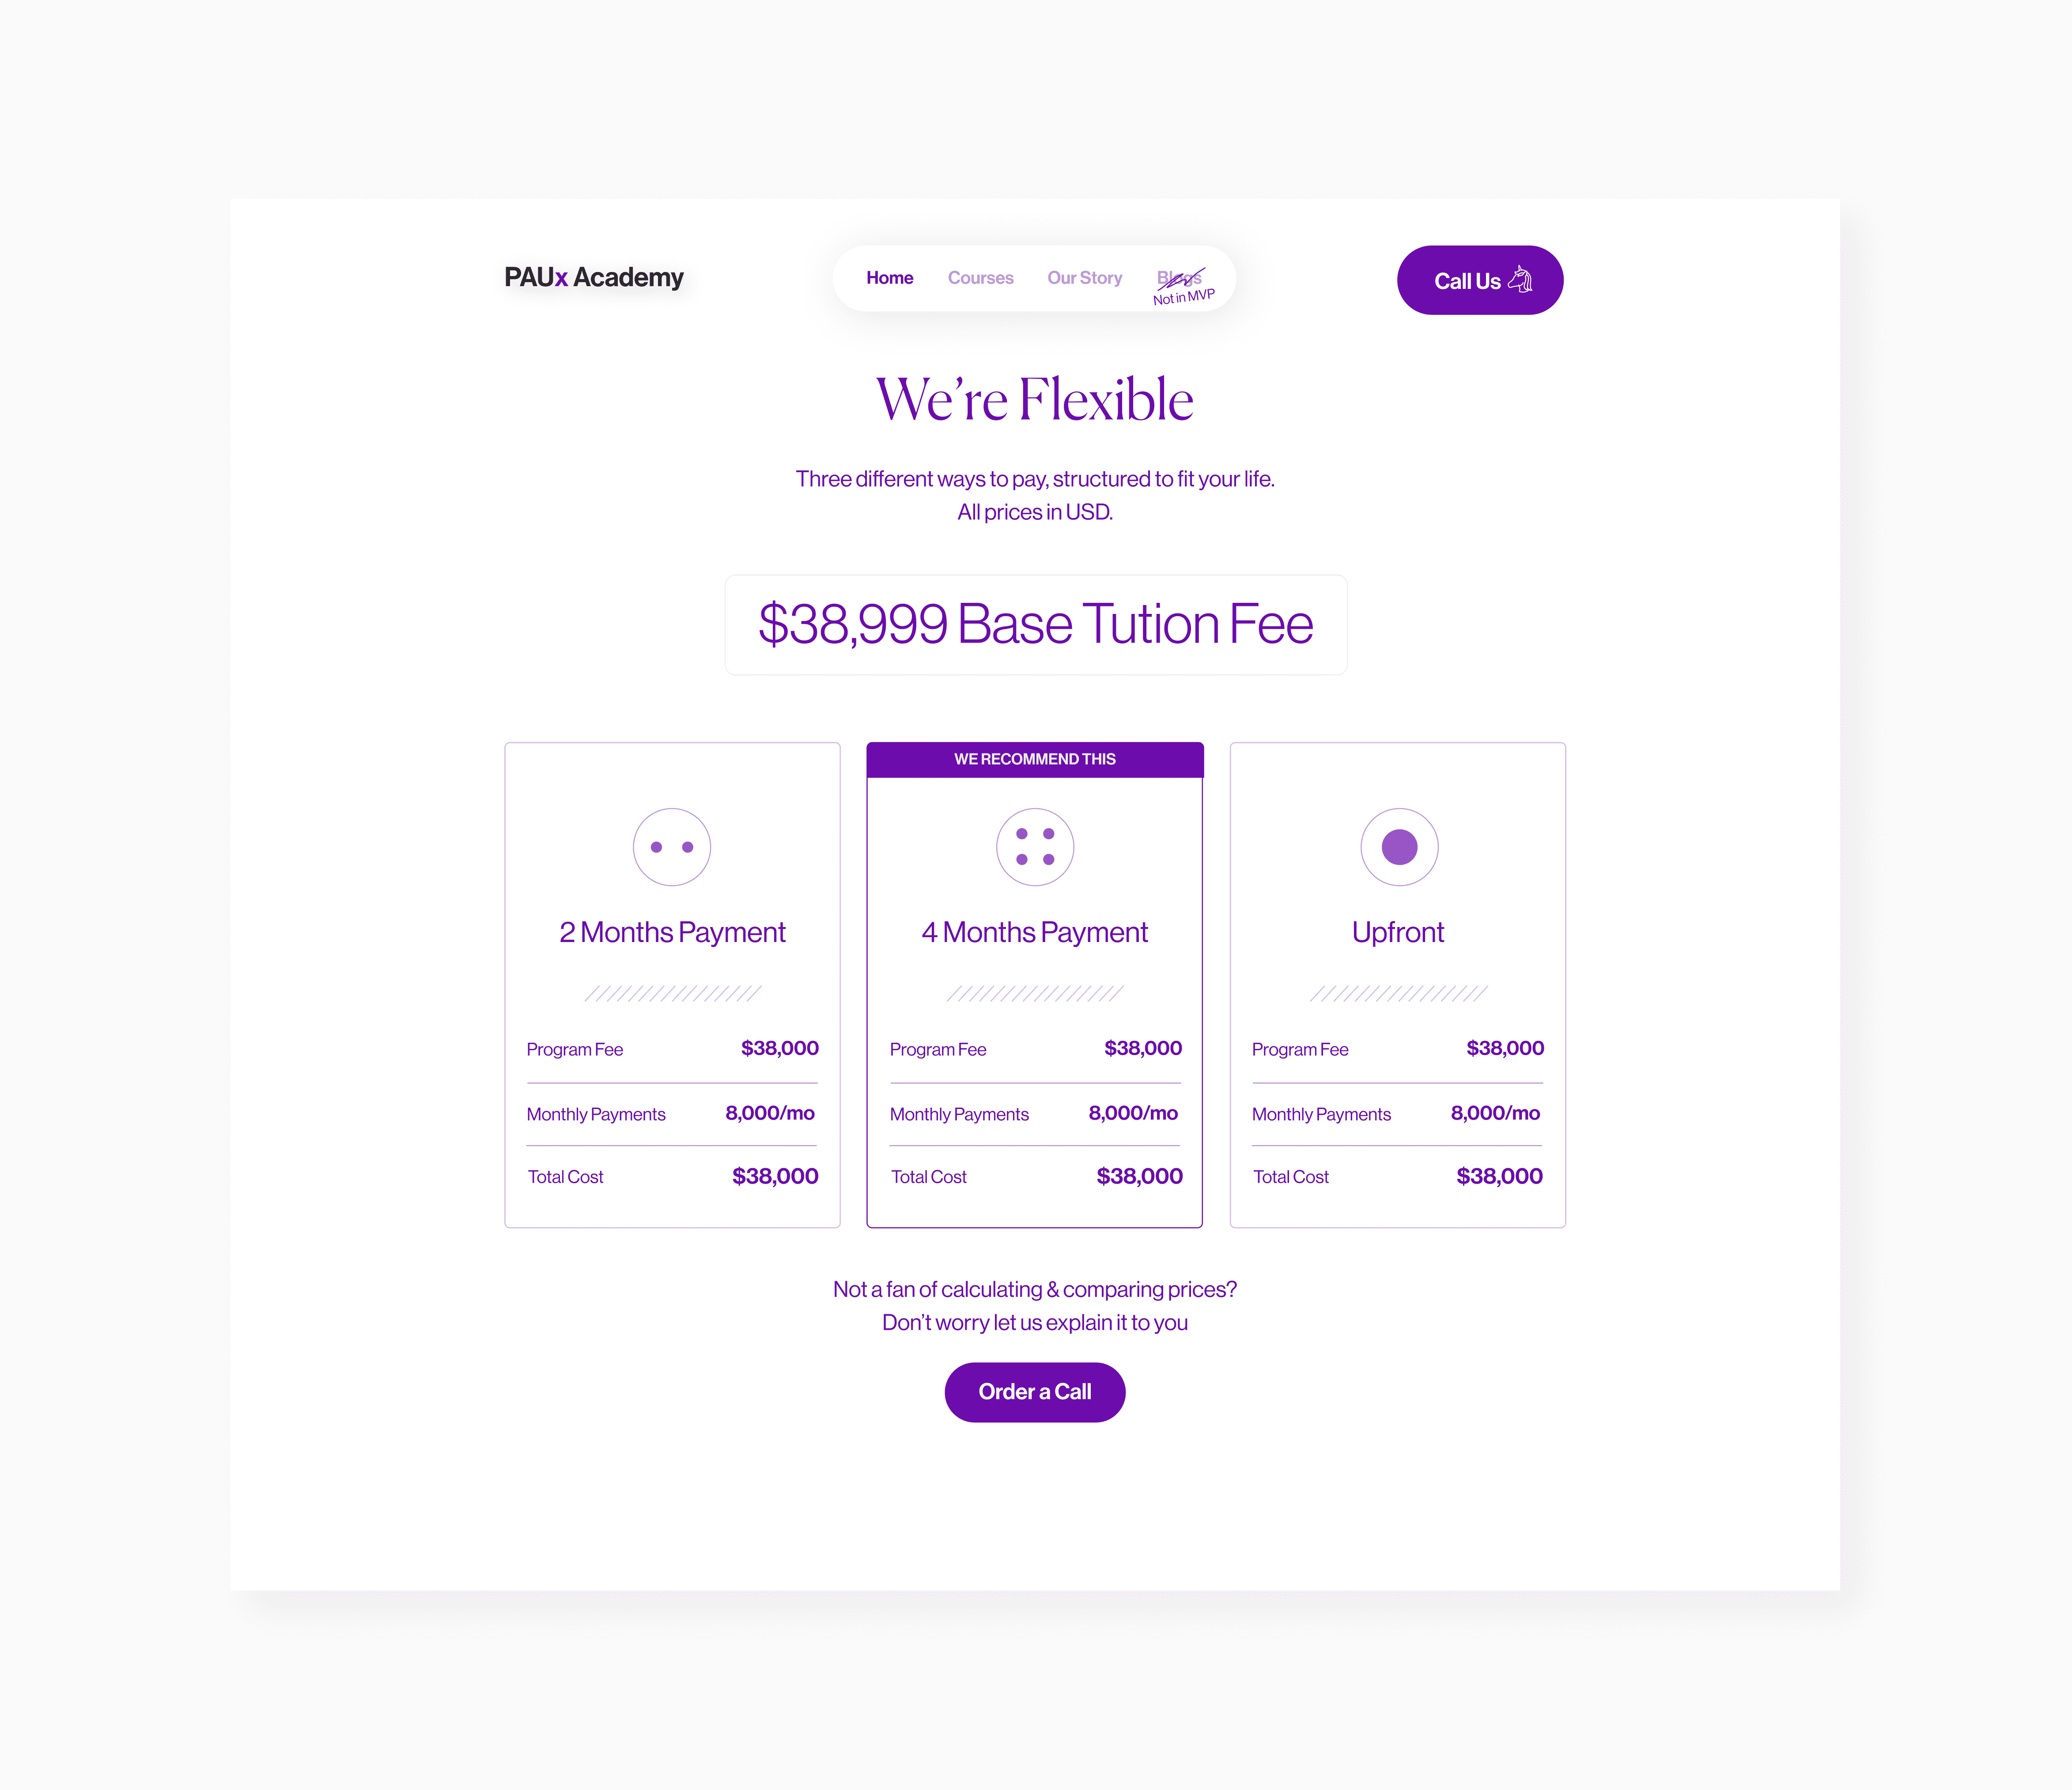 PAUx Academy
Home
Courses
Our Story
Blogs
Not in MVP
Call Us
We’re Flexible
Three different ways to pay, structured to fit your life.
All prices in USD.
$38,999 Base Tution Fee
2 Months Payment
Program Fee $38,000
Monthly Payments 8,000/mo
Total Cost $38,000
WE RECOMMEND THIS
4 Months Payment
Program Fee $38,000
Monthly Payments 8,000/mo
Total Cost $38,000
Upfront
Program Fee $38,000
Monthly Payments 8,000/mo
Total Cost $38,000
Not a fan of calculating & comparing prices?
Don’t worry let us explain it to you
Order a Call